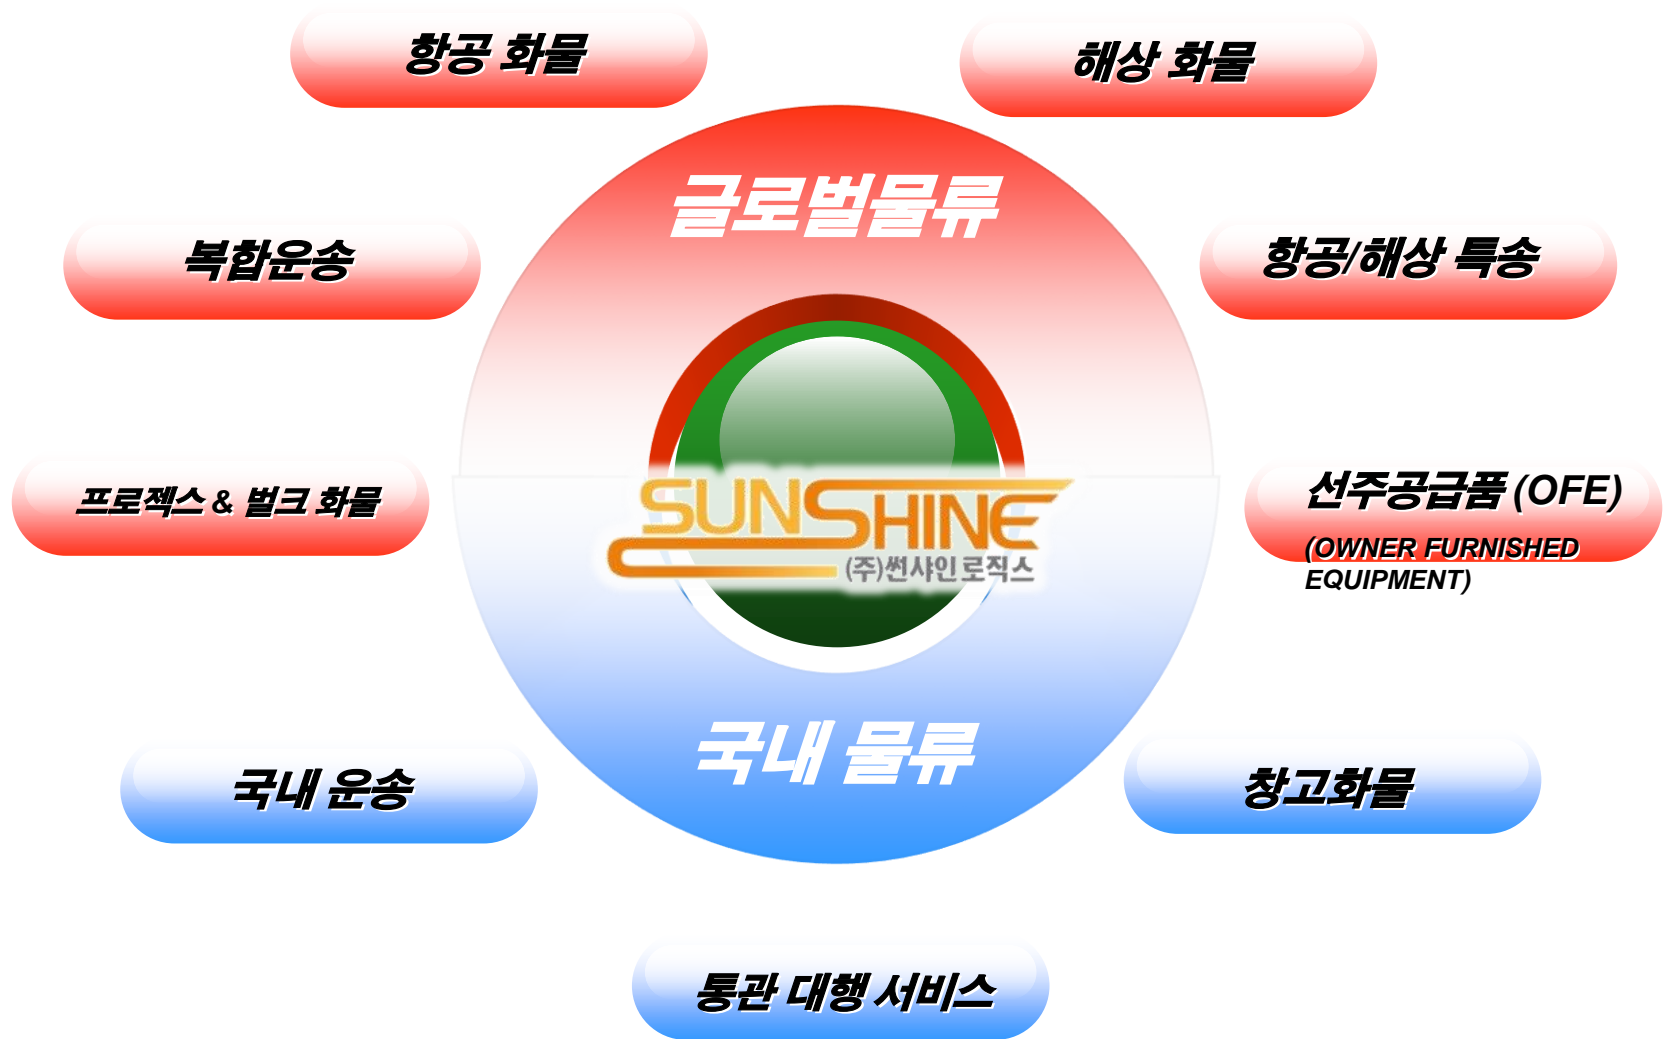 항공 화물
해상 화물
글로벌물류
복합운송
항공/해상 특송
프로젝스 & 벌크 화물
선주공급품 (OFE)
(OWNER FURNISHED
EQUIPMENT)
SUNSHINE
(주)썬샤인로직스
국내 물류
국내 운송
창고화물
통관 대행 서비스